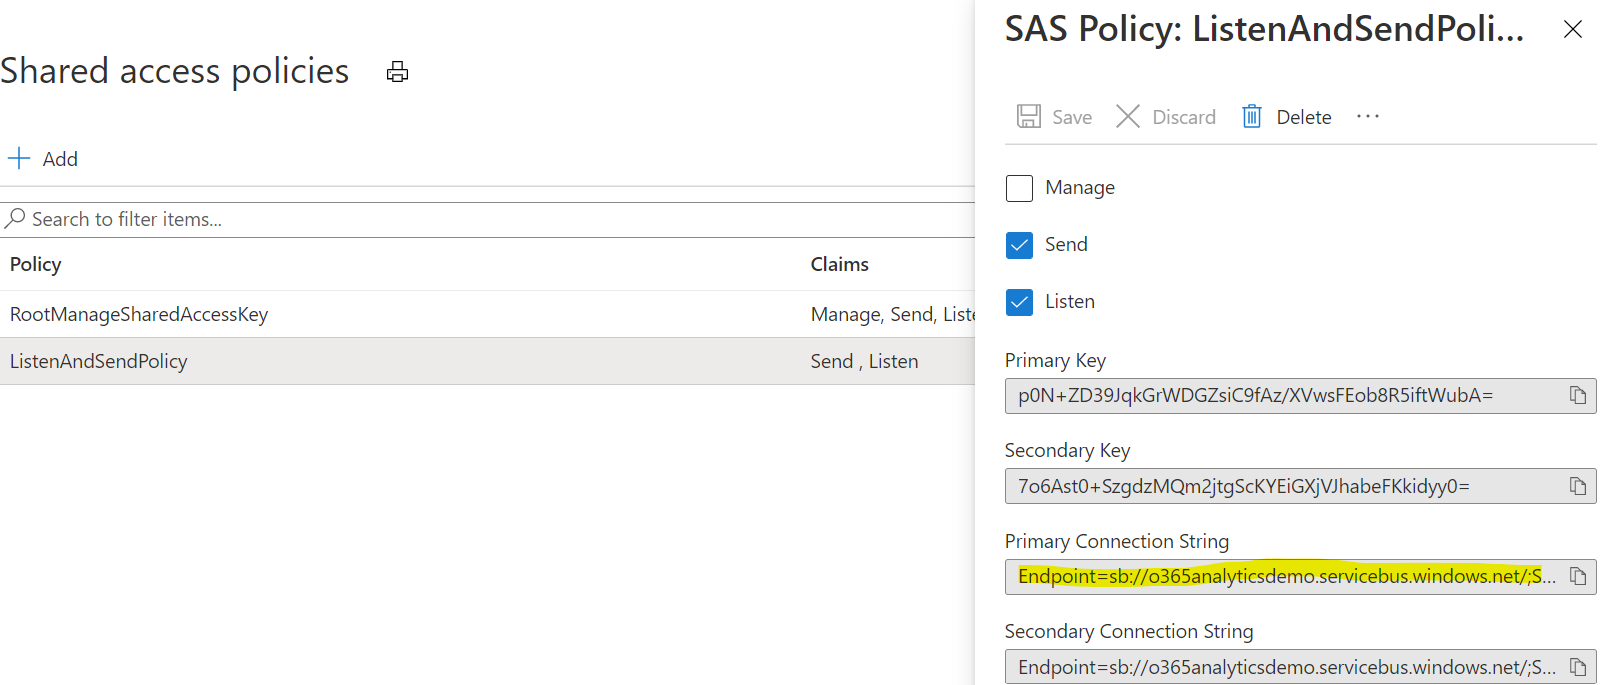 Shared access policies
Add
Search to filter items...
Policy Claims
RootManageSharedAccessKey Manage, Send, Liste
ListenAndSendPolicy Send , Listen
SAS Policy: ListenAndSendPoli...
Save Discard Delete ...
Manage
Send
Listen
Primary Key
p0N+ZD39JqkGrWDGZsiC9fAz/XVwsFEob8R5iftWubA=
Secondary Key
7o6Ast0+SzgdzMQm2jtgScKYEiGXjVJhabeFKkidyy0=
Primary Connection String
Endpoint=sb://o365analyticsdemo.servicebus.windows.net/;S...
Secondary Connection String
Endpoint=sb://o365analyticsdemo.servicebus.windows.net/;S...